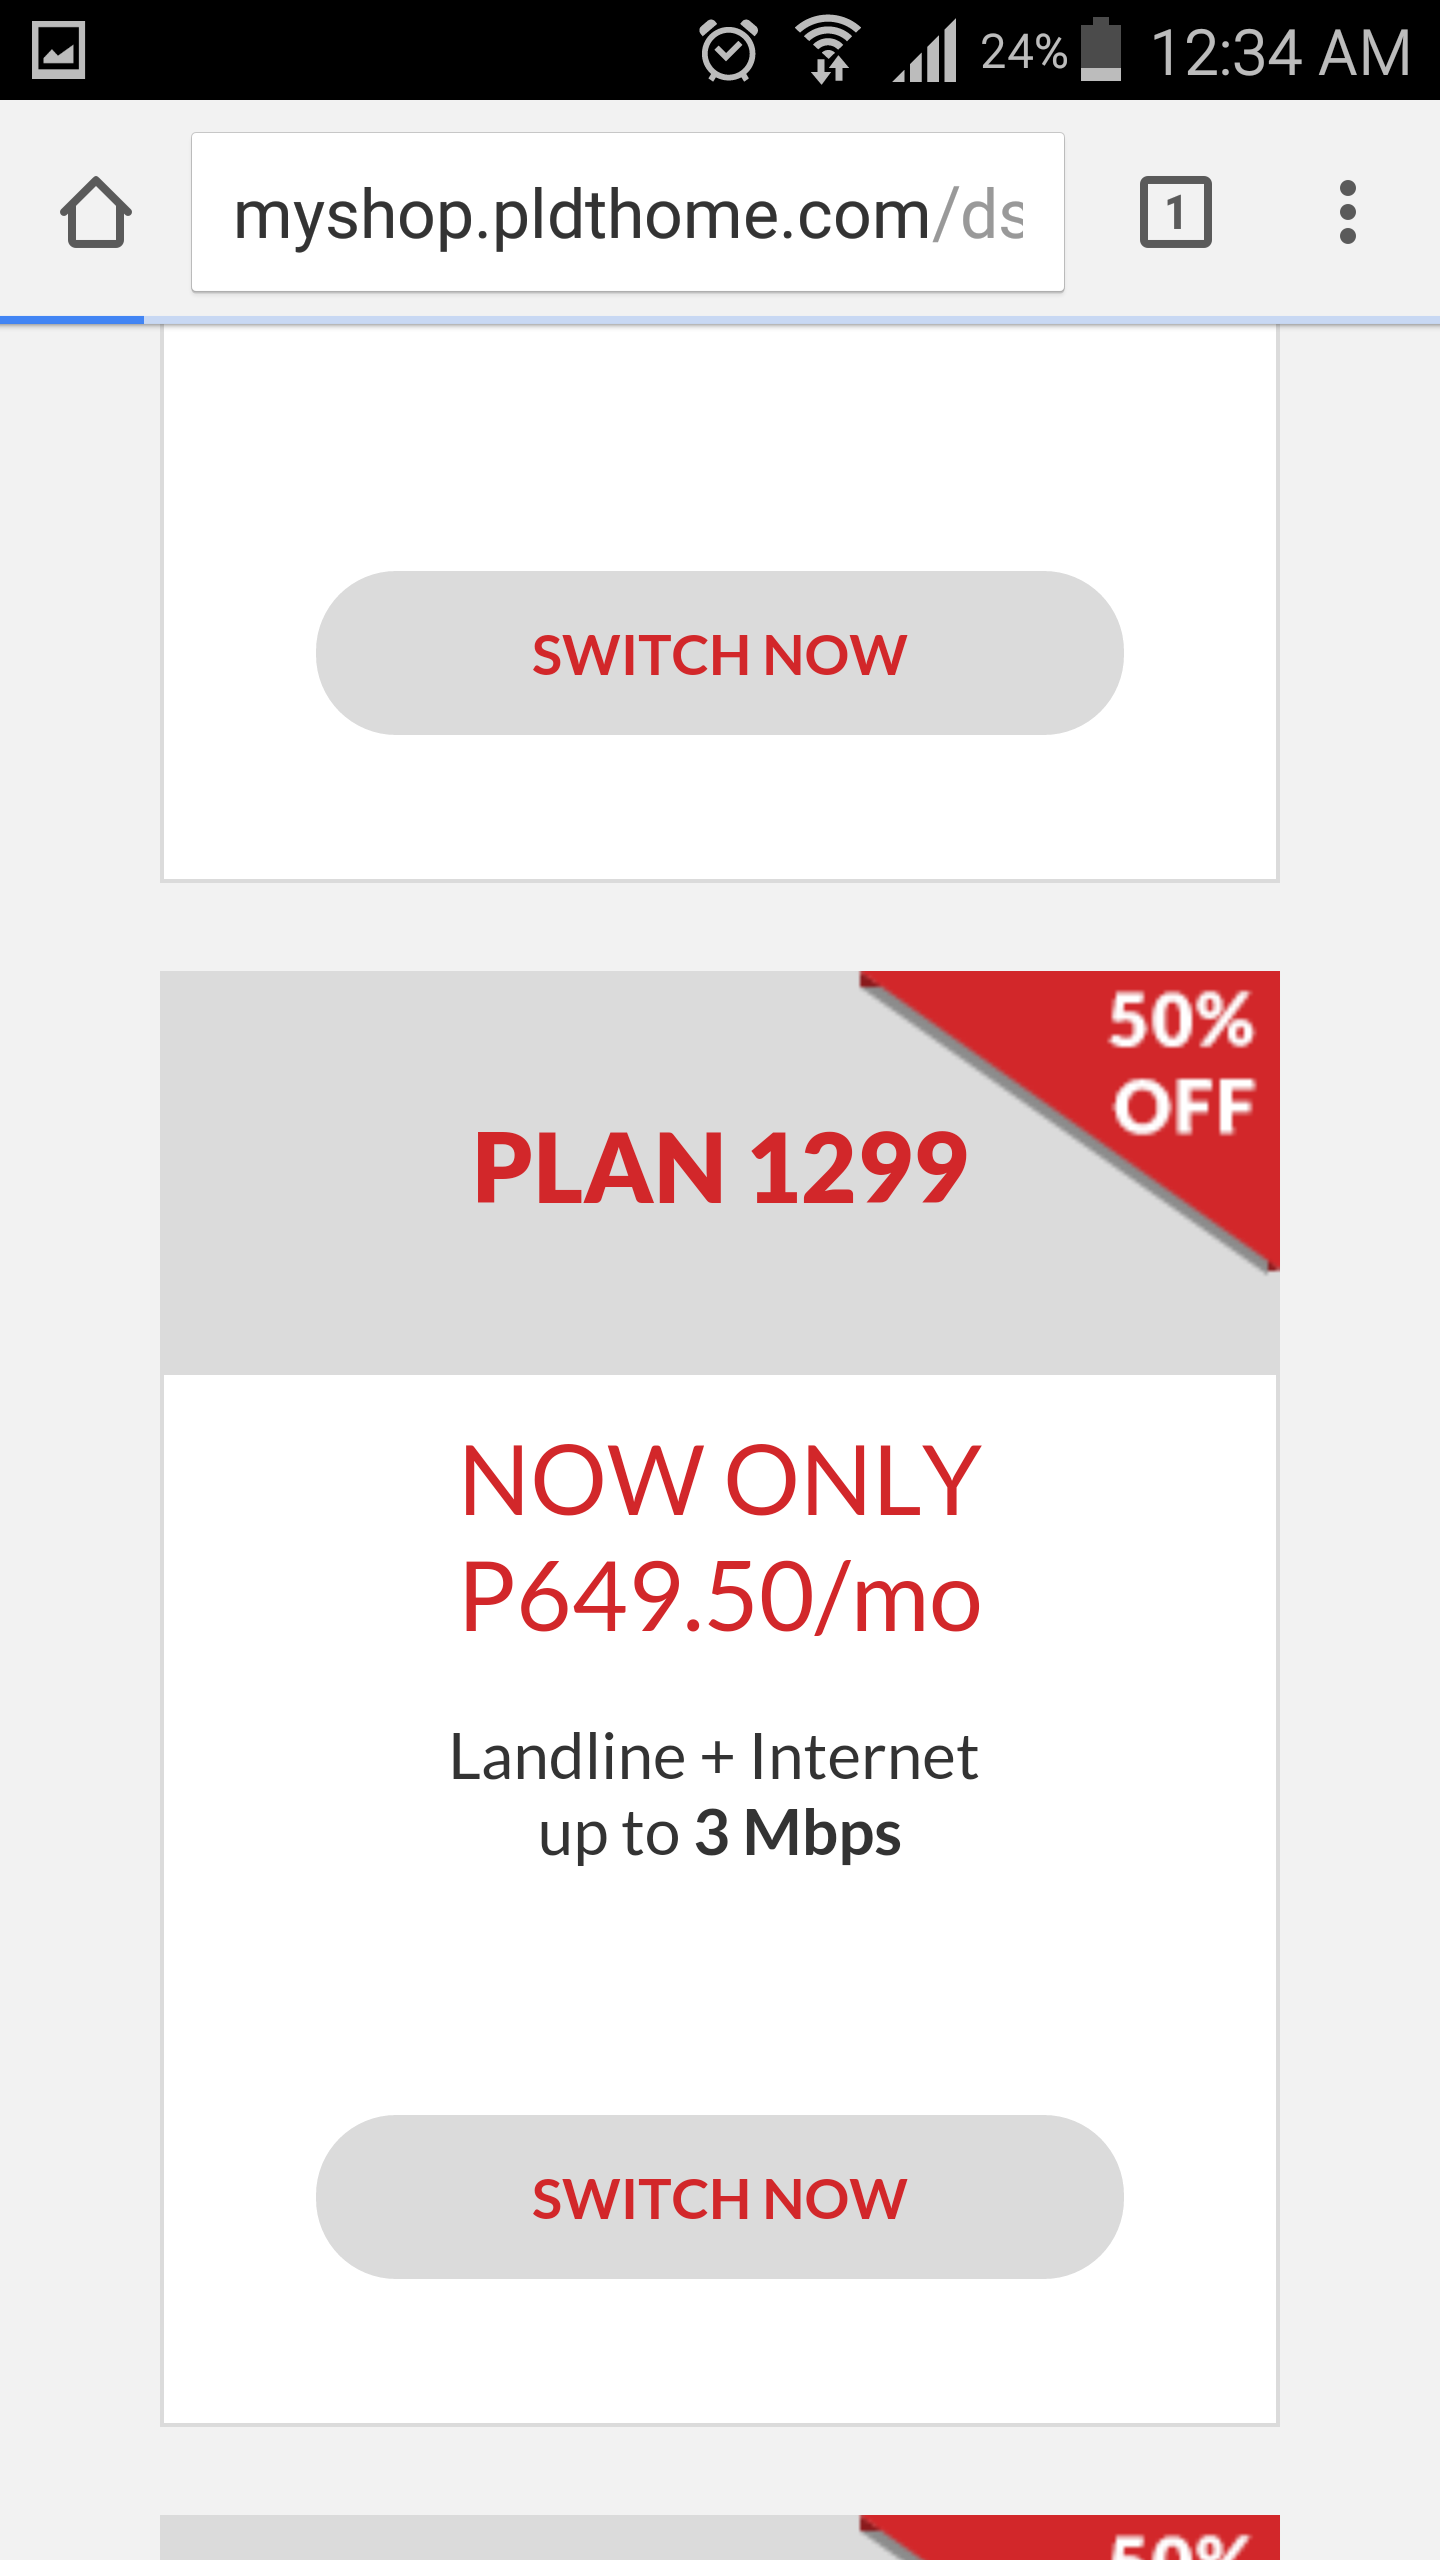 24% 12:34 AM
myshop.pldthome.com/ds
1
SWITCH NOW
50%
OFF
PLAN 1299
NOW ONLY
P649.50/mo
Landline + Internet
up to 3 Mbps
SWITCH NOW
50%